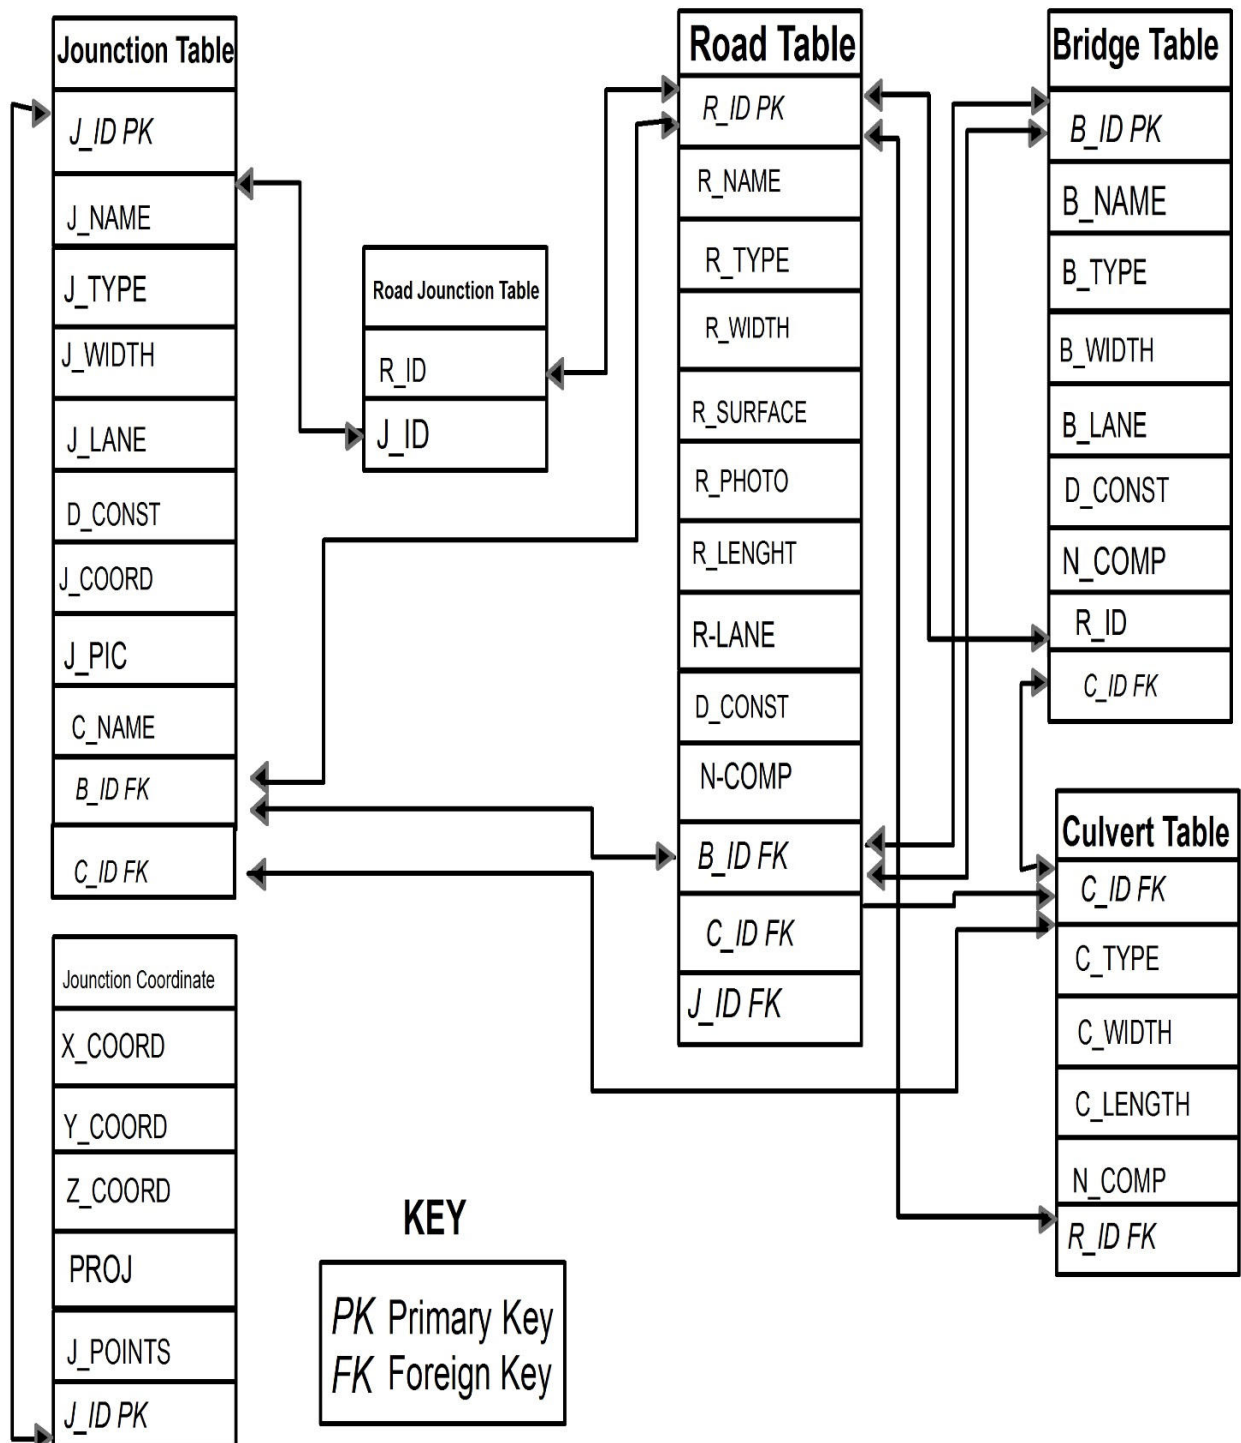 Jounction Table
J_ID PK
J_NAME
J_TYPE
J_WIDTH
J_LANE
D_CONST
J_COORD
J_PIC
C_NAME
B_ID FK
C_ID FK
Jounction Coordinate
X_COORD
Y_COORD
Z_COORD
PROJ
J_POINTS
J_ID PK
Road Jounction Table
R_ID
J_ID
Road Table
R_ID PK
R_NAME
R_TYPE
R_WIDTH
R_SURFACE
R_PHOTO
R_LENGHT
R-LANE
D_CONST
N-COMP
B_ID FK
C_ID FK
J_ID FK
Bridge Table
B_ID PK
B_NAME
B_TYPE
B_WIDTH
B_LANE
D_CONST
N_COMP
R_ID
C_ID FK
Culvert Table
C_ID FK
C_TYPE
C_WIDTH
C_LENGTH
N_COMP
R_ID FK
KEY
PK Primary Key
FK Foreign Key